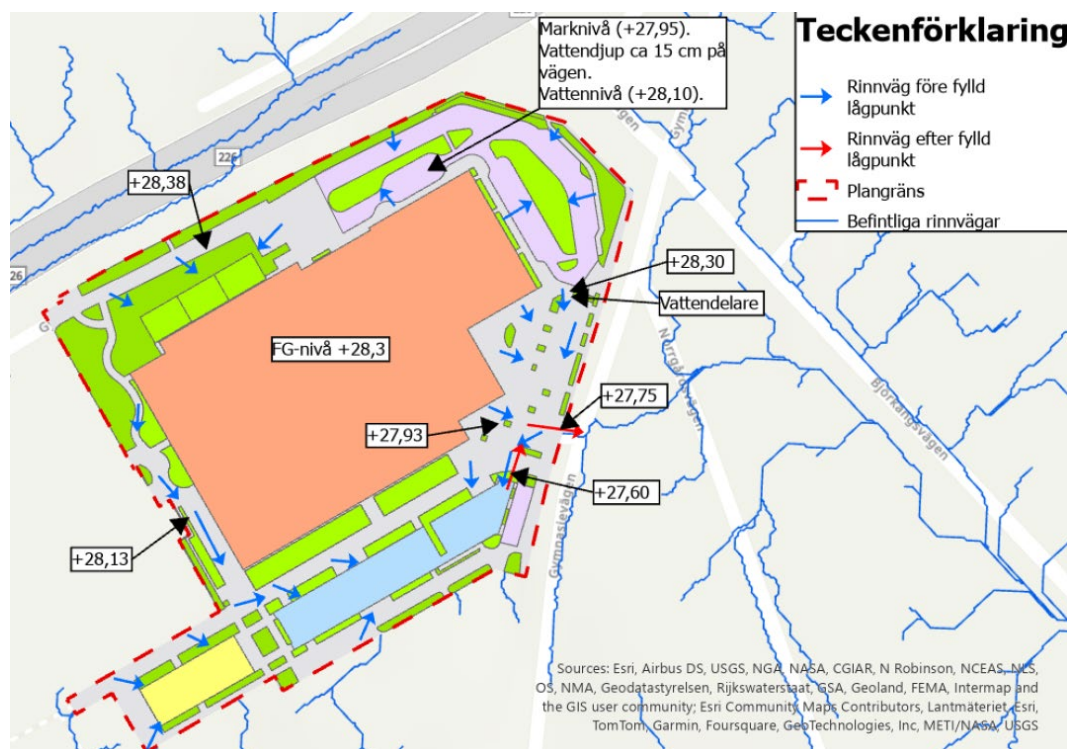 Marknivå (+27,95).
Vattendjup ca 15 cm på
vägen.
Vattennivå (+28,10).
Teckenförklaring
Rinnväg före fylld
lågpunkt
Rinnväg efter fylld
lågpunkt
Plangräns
Befintliga rinnvägar
226
226
+28,38
+28,30
Vattendelare
FG-nivå +28,3
+27,75
+27,93
+27,60
+28,13
Norrgårdsvägen
Björkängsvägen
Gymnasievägen
Sources: Esri, Airbus DS, USGS, NGA, NASA, CGIAR, N Robinson, NCEAS, NLS,
OS, NMA, Geodatastyrelsen, Rijkswaterstaat, GSA, Geoland, FEMA, Intermap and
the GIS user community; Esri Community Maps Contributors, Lantmäteriet, Esri,
TomTom, Garmin, Foursquare, GeoTechnologies, Inc, METI/NASA, USGS